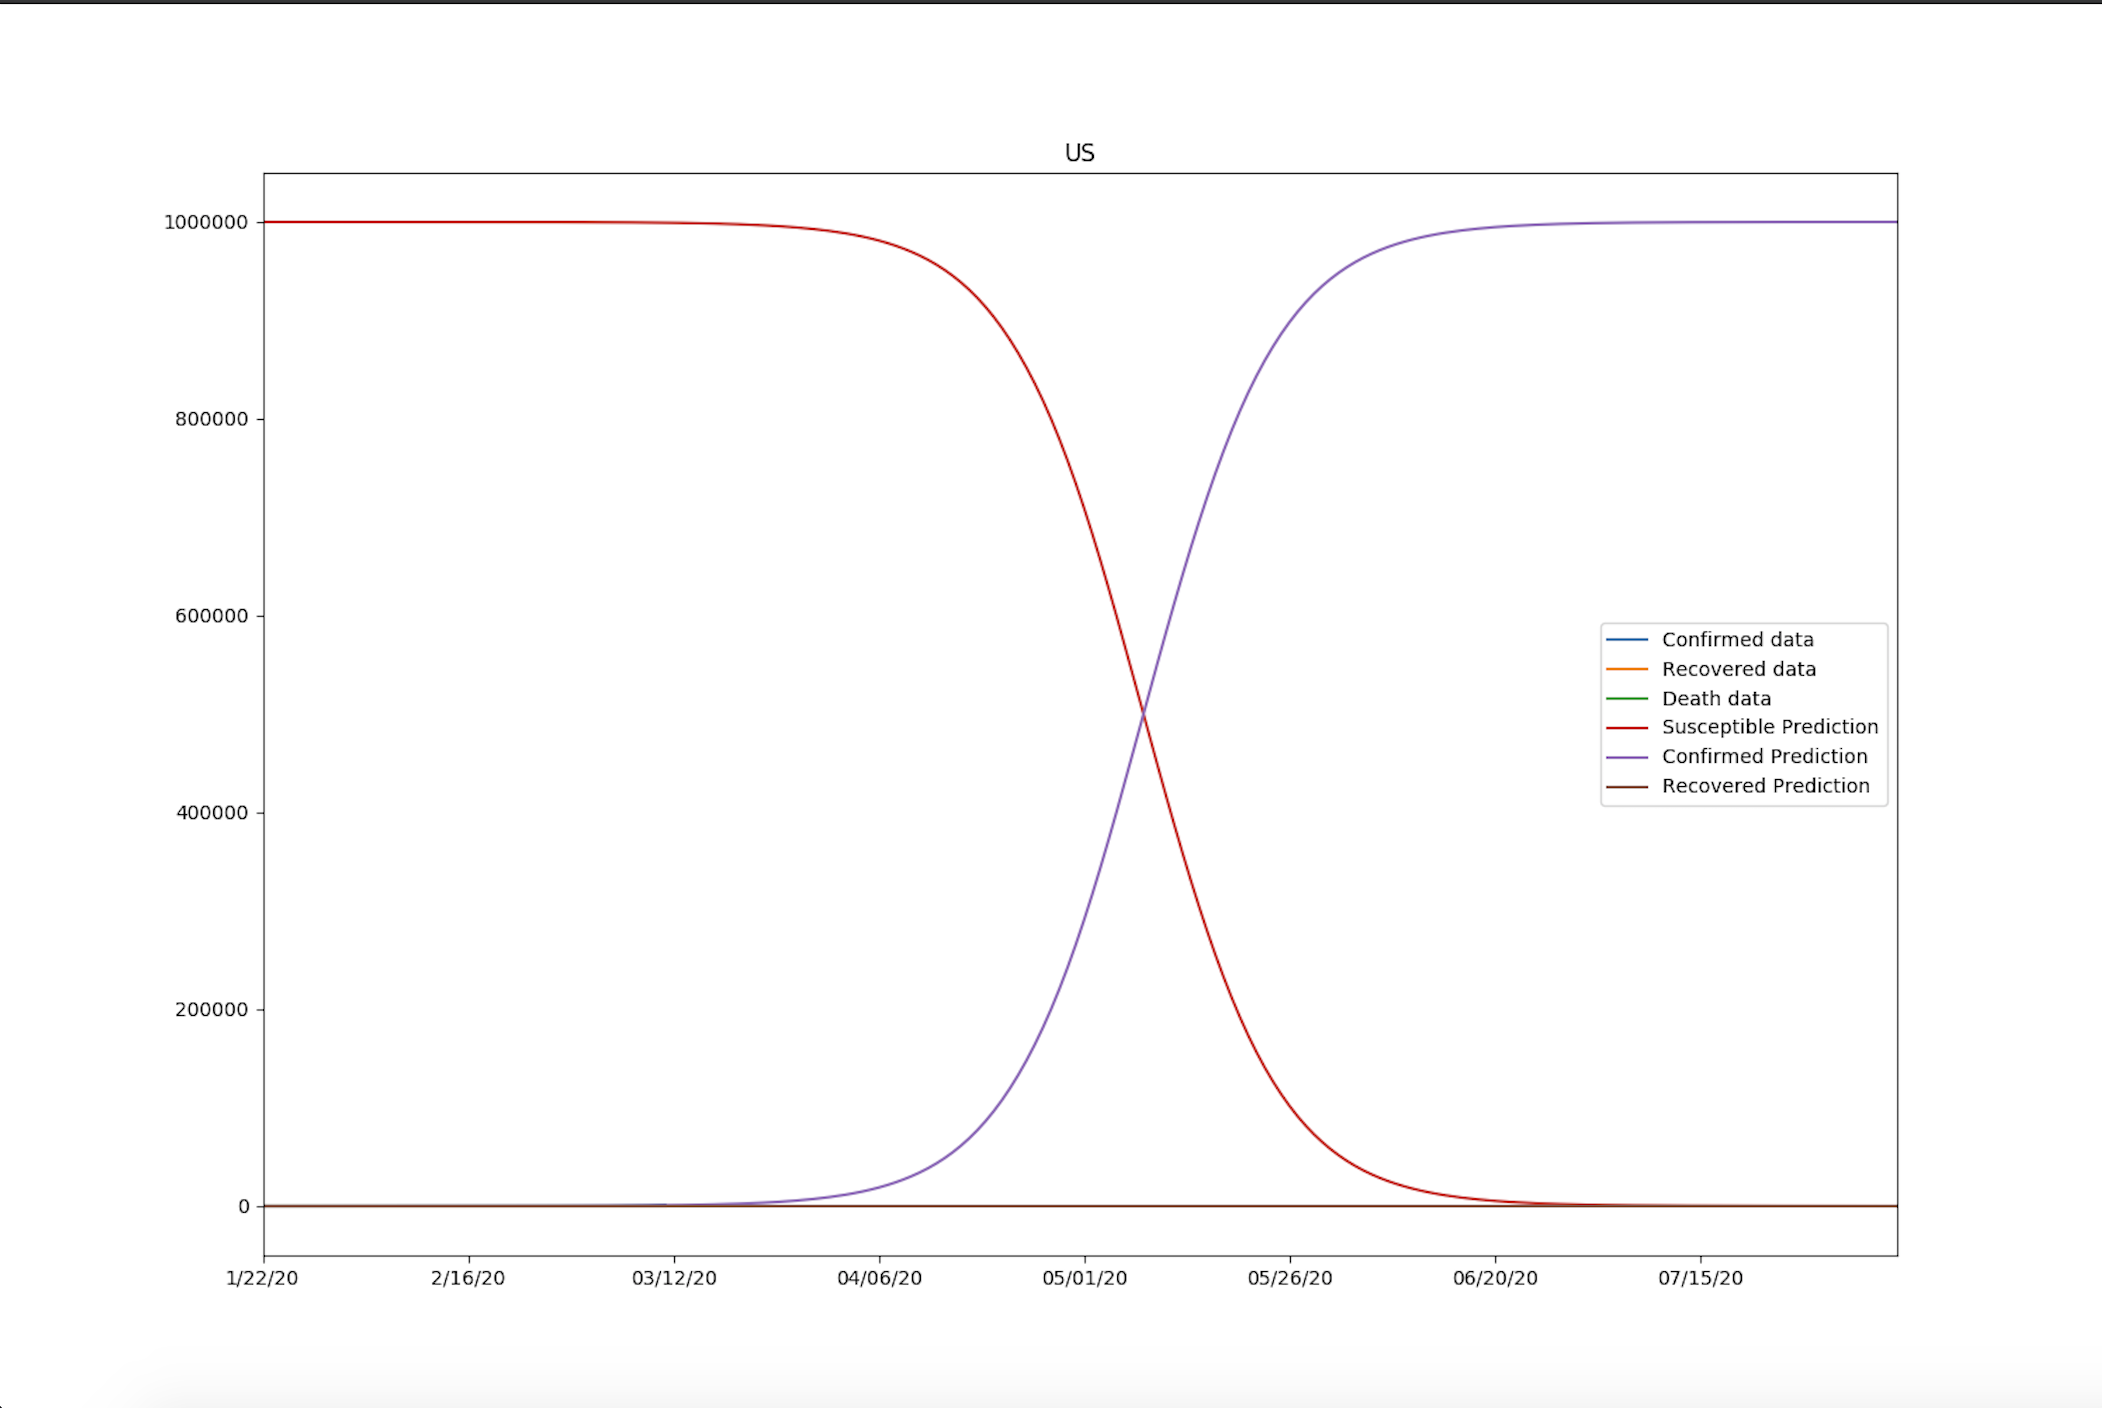 US
1000000
800000
600000
400000
200000
0
1/22/20 2/16/20 03/12/20 04/06/20 05/01/20 05/26/20 06/20/20 07/15/20
Confirmed data
Recovered data
Death data
Susceptible Prediction
Confirmed Prediction
Recovered Prediction